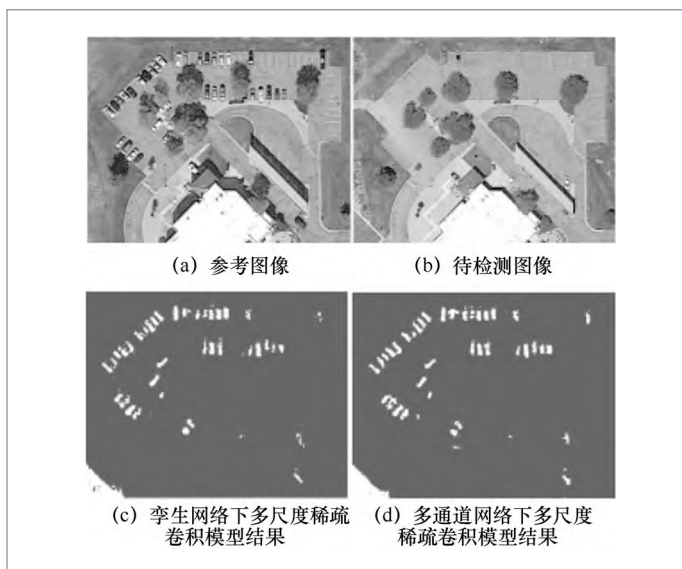 (a) 参考图像
(b) 待检测图像
(c) 孪生网络下多尺度稀疏
卷积模型结果
(d) 多通道网络下多尺度
稀疏卷积模型结果